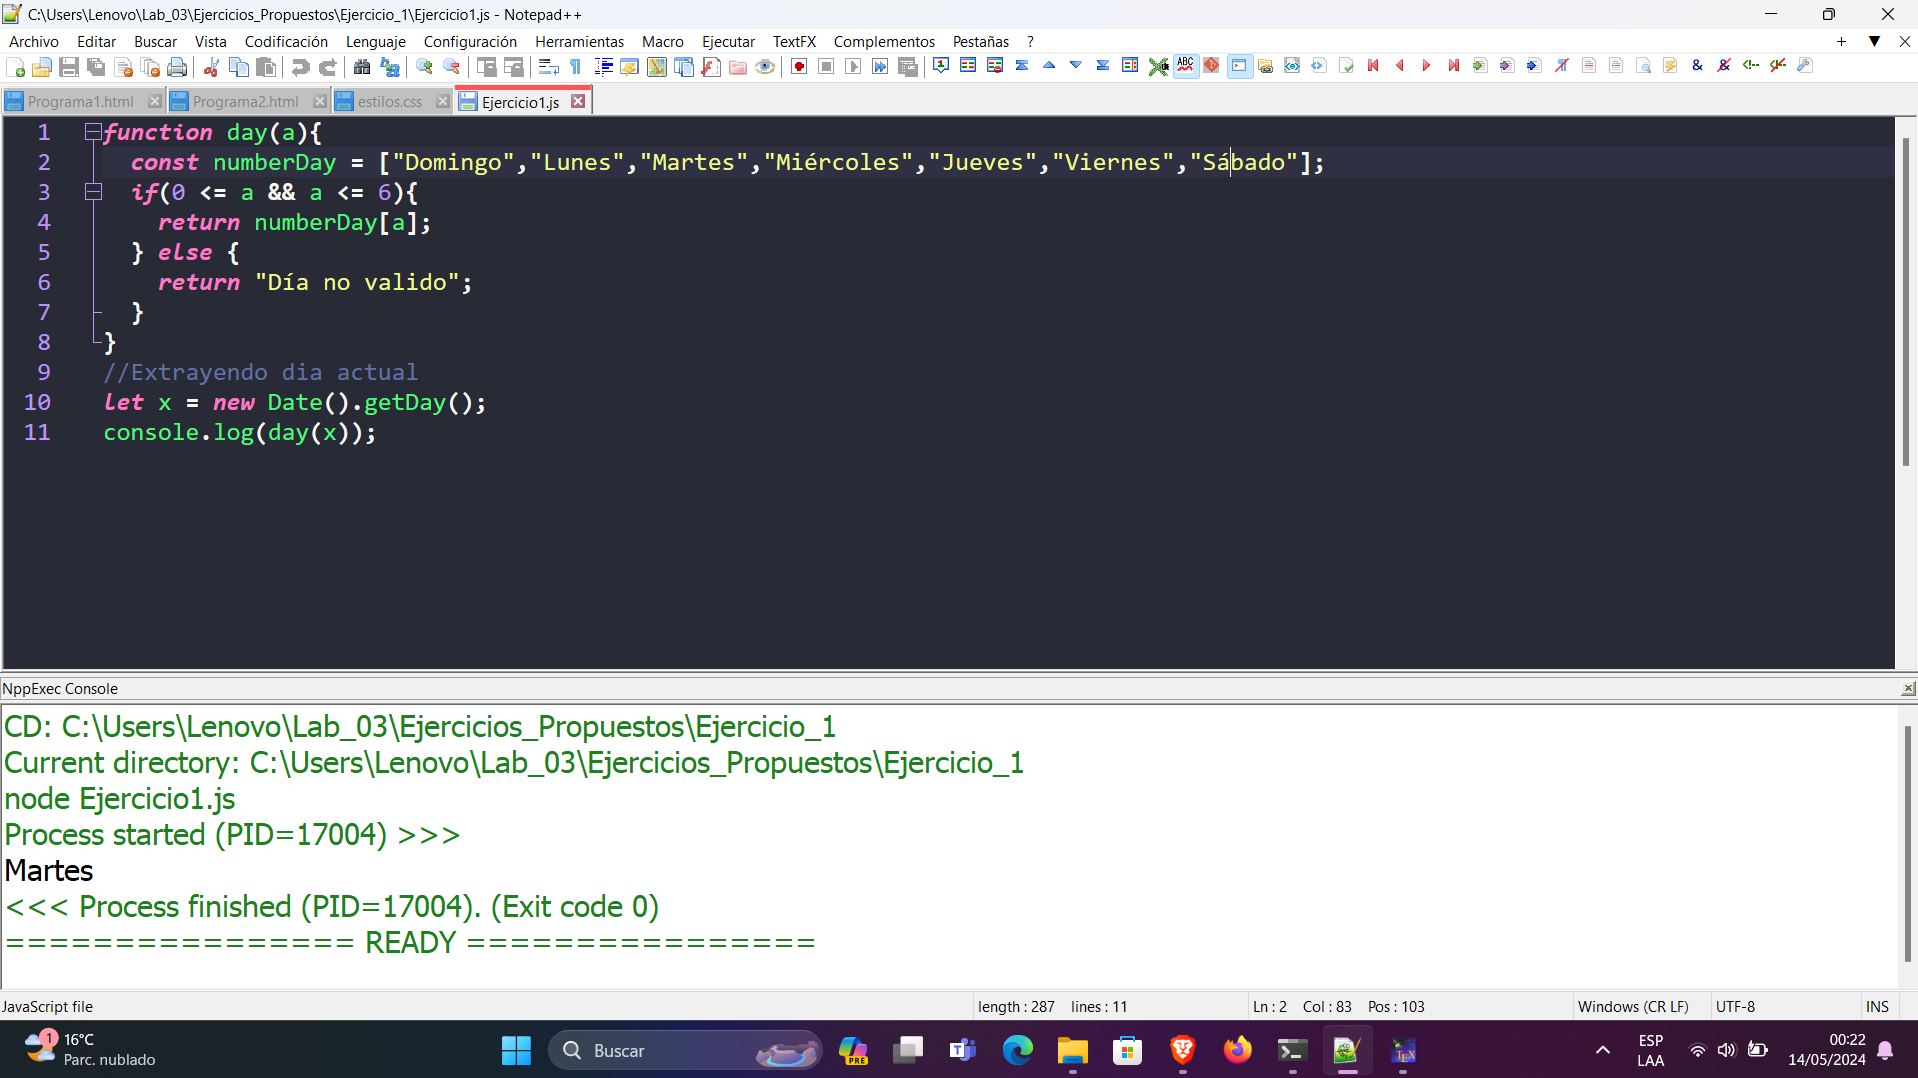 C:\Users\Lenovo\Lab_03\Ejercicios_Propuestos\Ejercicio_1\Ejercicio1.js - Notepad++
Archivo Editar Buscar Vista Codificación Lenguaje Configuración Herramientas Macro Ejecutar TextFX Complementos Pestañas ?
Programa1.html Programa2.html estilos.css Ejercicio1.js
1 function day(a){
2 const numberDay = ["Domingo","Lunes","Martes","Miércoles","Jueves","Viernes","Sábado"];
3 if(0 <= a && a <= 6){
4 return numberDay[a];
5 } else {
6 return "Día no valido";
7 }
8 }
9 //Extrayendo dia actual
10 let x = new Date().getDay();
11 console.log(day(x));
NppExec Console
CD: C:\Users\Lenovo\Lab_03\Ejercicios_Propuestos\Ejercicio_1
Current directory: C:\Users\Lenovo\Lab_03\Ejercicios_Propuestos\Ejercicio_1
node Ejercicio1.js
Process started (PID=17004) >>>
Martes
<<< Process finished (PID=17004). (Exit code 0)
================ READY ================
JavaScript file length : 287 lines : 11 Ln : 2 Col : 83 Pos : 103 Windows (CR LF) UTF-8 INS
1 16°C
Parc. nublado
Buscar
PRE
ESP
LAA
00:22
14/05/2024